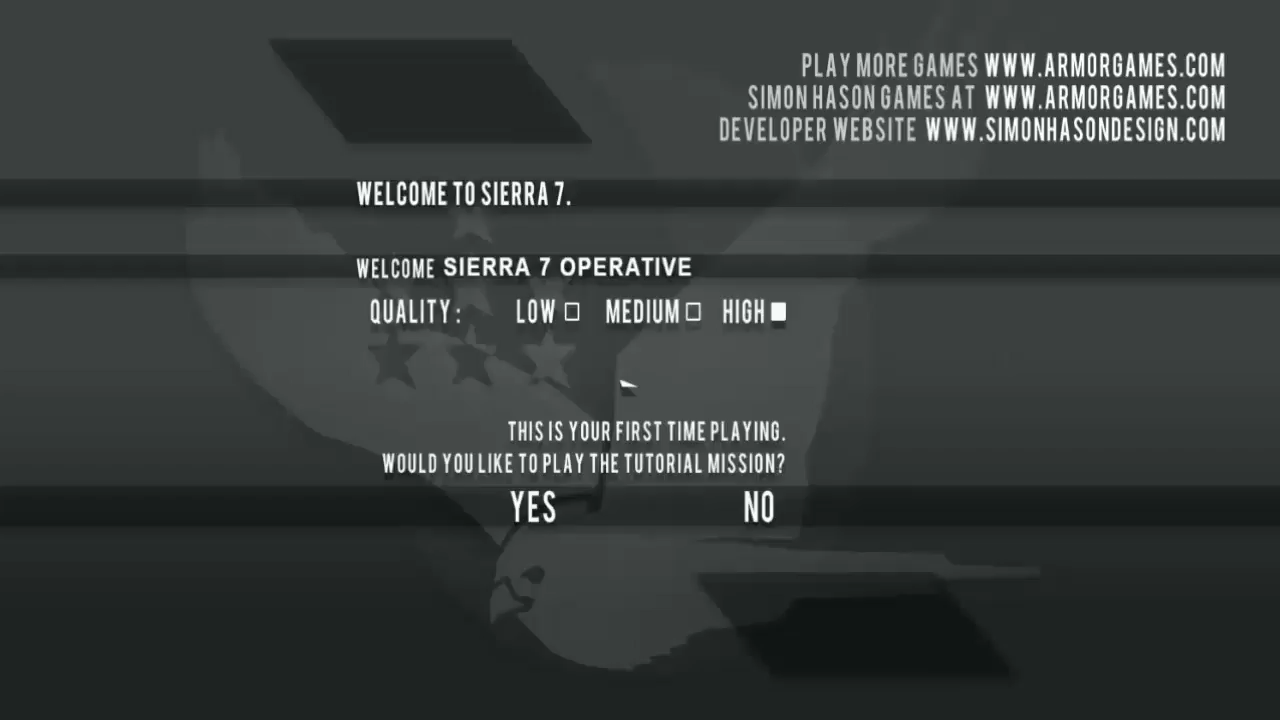 PLAY MORE GAMES WWW.ARMORGAMES.COM
SIMON HASON GAMES AT WWW.ARMORGAMES.COM
DEVELOPER WEBSITE WWW.SIMONHASONDESIGN.COM
WELCOME TO SIERRA 7.
WELCOME SIERRA 7 OPERATIVE
QUALITY: LOW MEDIUM HIGH
THIS IS YOUR FIRST TIME PLAYING.
WOULD YOU LIKE TO PLAY THE TUTORIAL MISSION?
YES NO